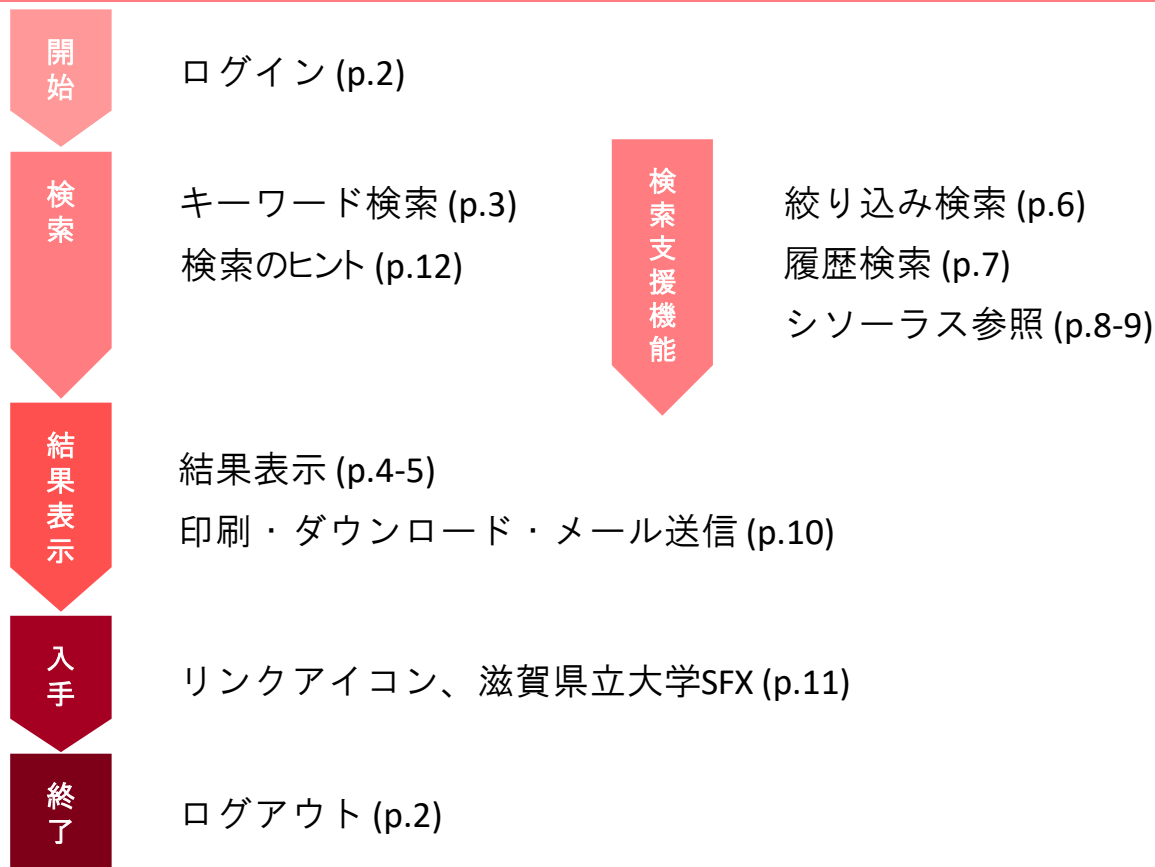 開始
ログイン (p.2)
検索
キーワード検索 (p.3)
検索のヒント (p.12)
検索支援機能
絞り込み検索 (p.6)
履歴検索 (p.7)
シソーラス参照 (p.8-9)
結果表示
結果表示 (p.4-5)
印刷・ダウンロード・メール送信 (p.10)
入手
リンクアイコン、滋賀県立大学SFX (p.11)
終了
ログアウト (p.2)